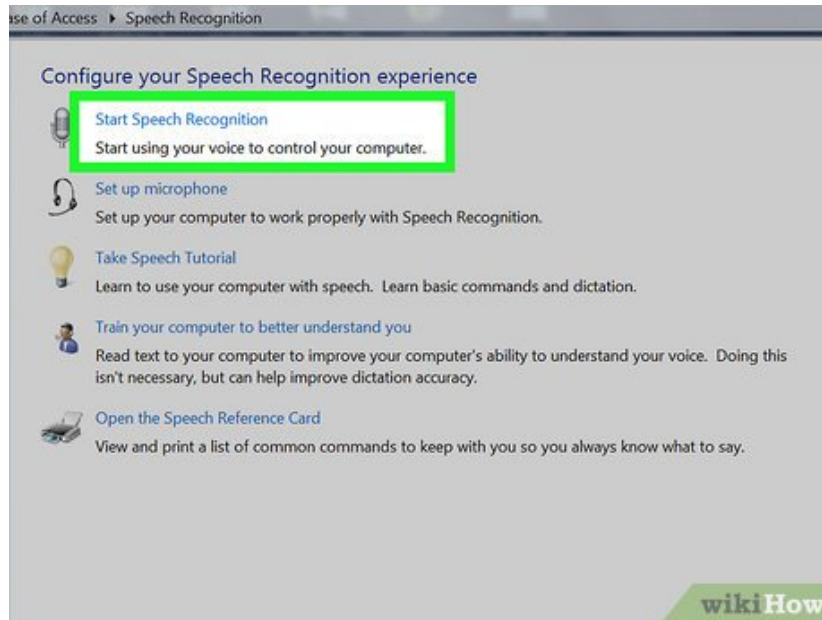 ase of Access ▸ Speech Recognition
Configure your Speech Recognition experience
Start Speech Recognition
Start using your voice to control your computer.
Set up microphone
Set up your computer to work properly with Speech Recognition.
Take Speech Tutorial
Learn to use your computer with speech. Learn basic commands and dictation.
Train your computer to better understand you
Read text to your computer to improve your computer's ability to understand your voice. Doing this
isn't necessary, but can help improve dictation accuracy.
Open the Speech Reference Card
View and print a list of common commands to keep with you so you always know what to say.
wikiHow